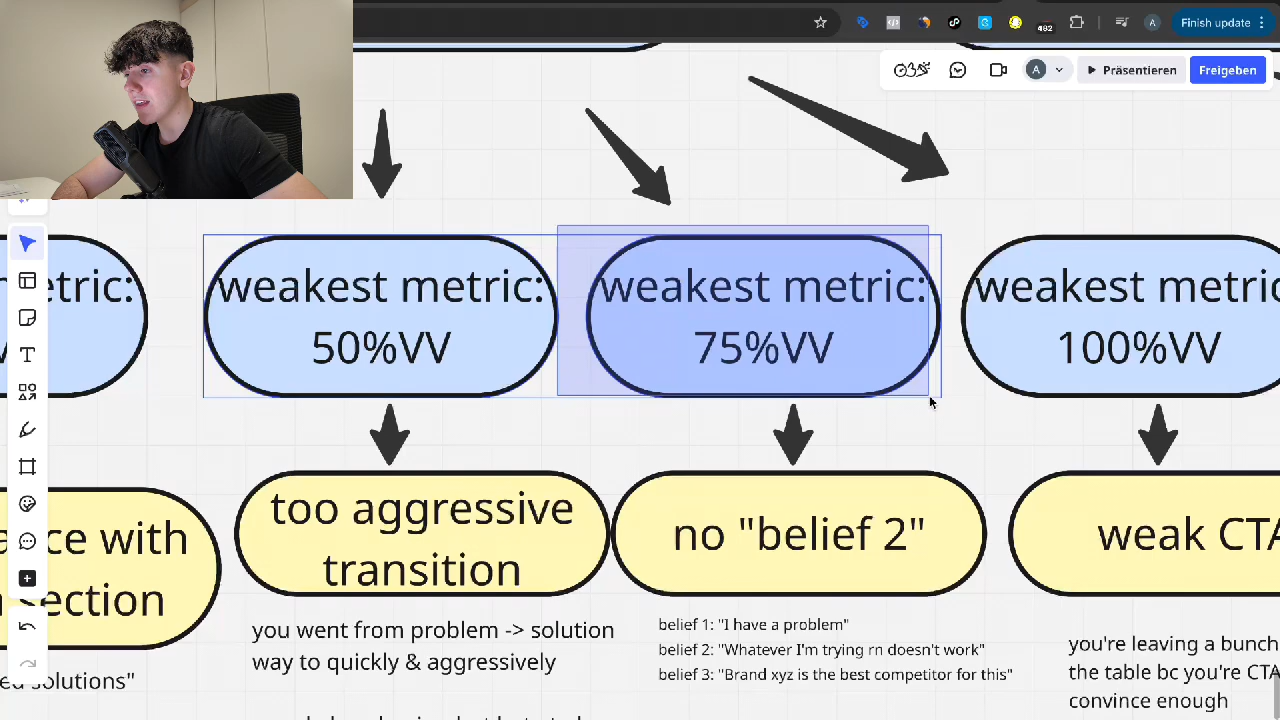 Finish update
482
A
A
Präsentieren
Freigeben
etric:
weakest metric:
50%VV
weakest metric:
75%VV
weakest metric
100%VV
ce with
section
too aggressive
transition
no "belief 2"
weak CTA
ed solutions"
you went from problem -> solution
way to quickly & aggressively
belief 1: "I have a problem"
belief 2: "Whatever I'm trying rn doesn't work"
belief 3: "Brand xyz is the best competitor for this"
you're leaving a bunch
the table bc you're CTA
convince enough